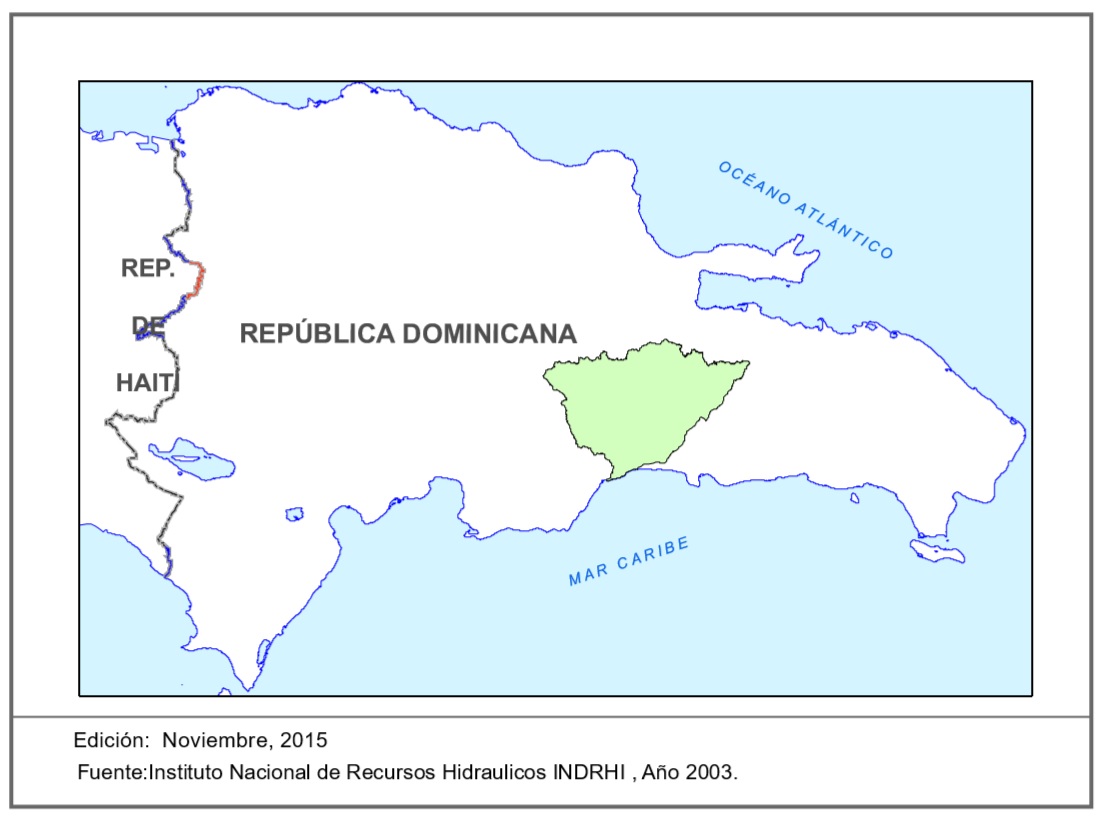 OCÉANO ATLÁNTICO
REP.
DE
HAITI
REPÚBLICA DOMINICANA
MAR CARIBE
Edición: Noviembre, 2015
Fuente:Instituto Nacional de Recursos Hidraulicos INDRHI , Año 2003.